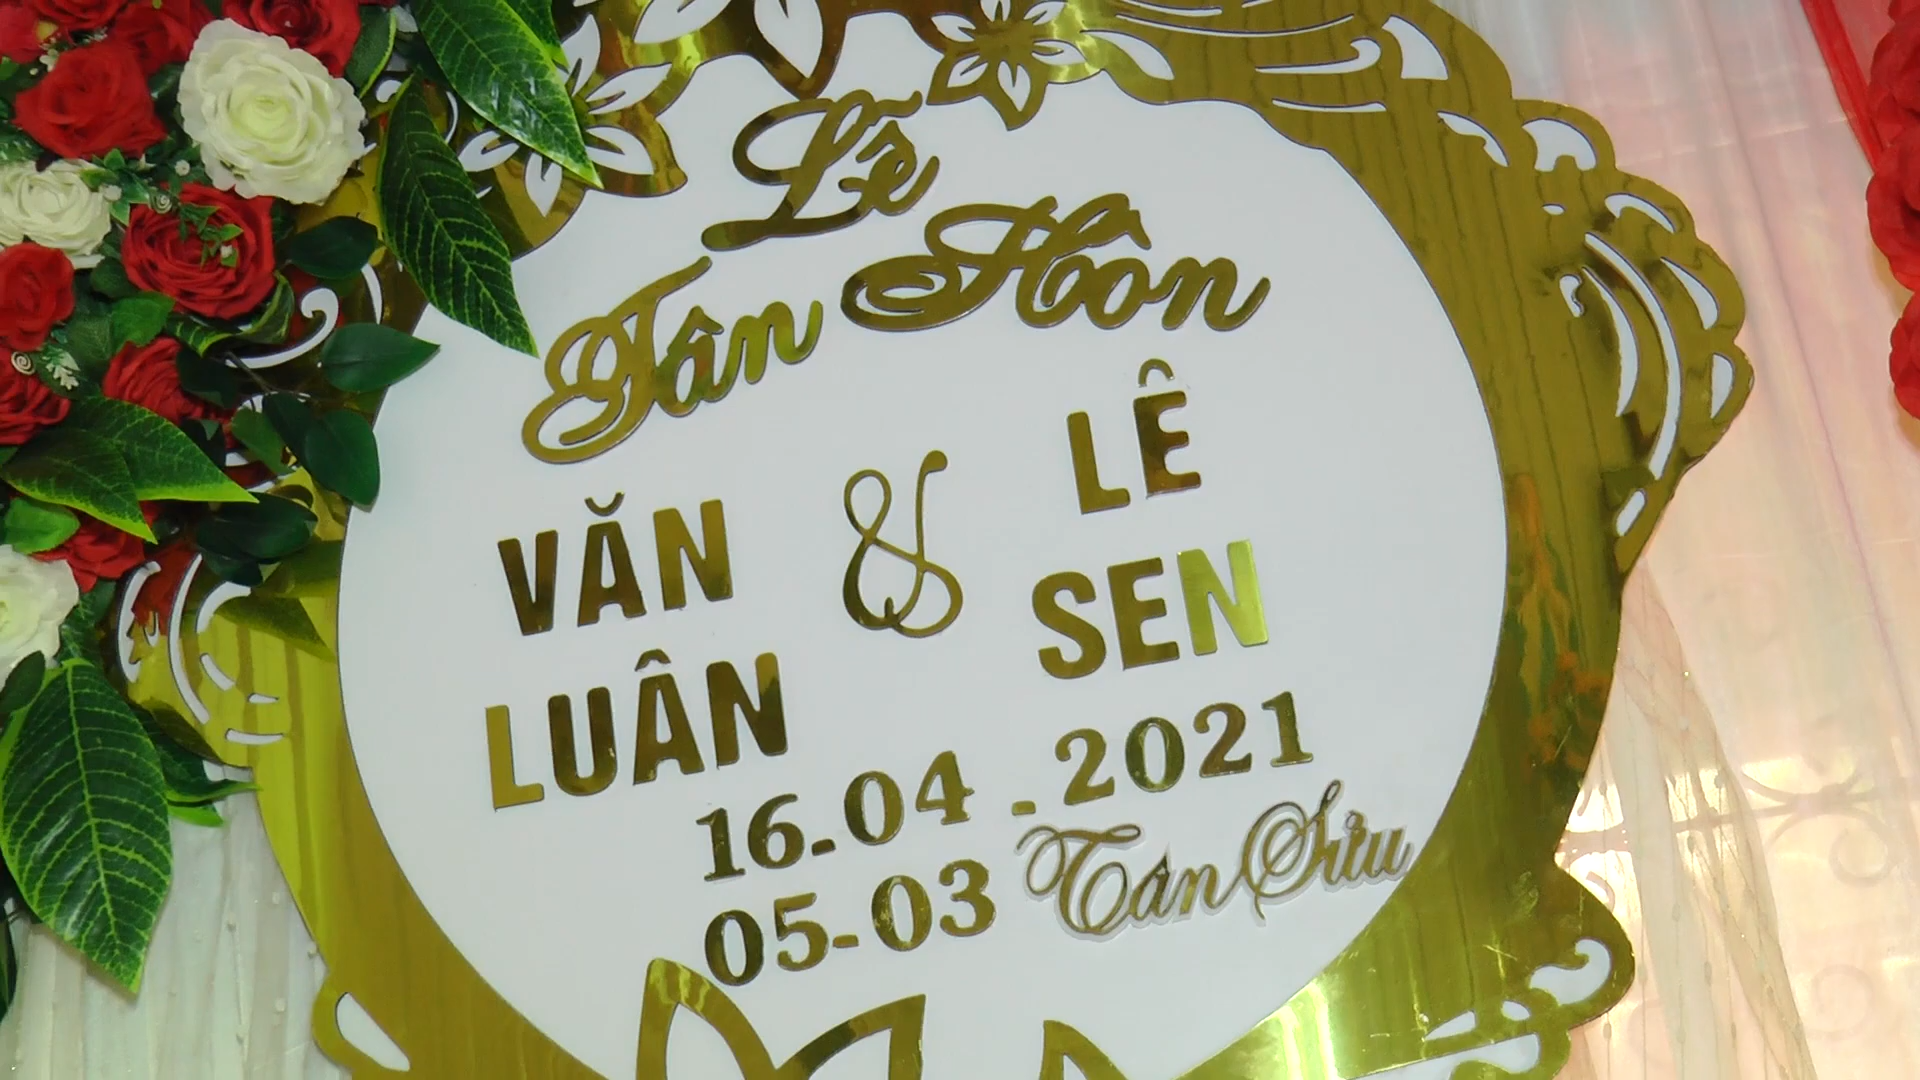 Lễ
Tân Hôn
VĂN LUÂN & LÊ SEN
16-04-2021
05-03 Tân Sửu